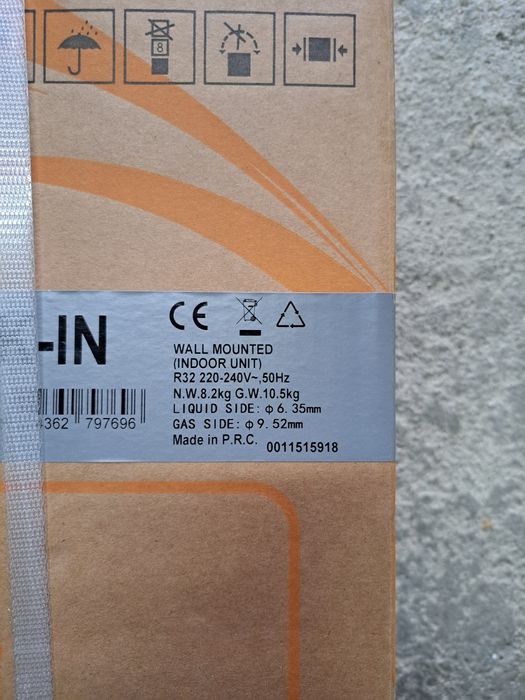 8
-IN
WALL MOUNTED
(INDOOR UNIT)
R32 220-240V~,50Hz
N.W.8.2kg G.W.10.5kg
LIQUID SIDE: Φ6.35mm
GAS SIDE: Φ9.52mm
Made in P.R.C. 0011515918
CE
4362 797696